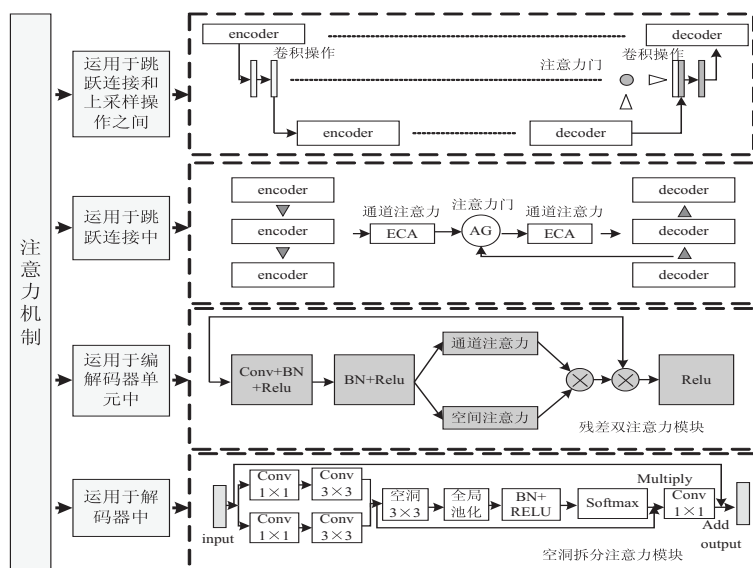 注意力机制
运用于跳
跃连接和
上采样操
作之间
encoder
decoder
卷积操作
注意力门
卷积操作
encoder
decoder
运用于跳
跃连接中
encoder
encoder
encoder
通道注意力
ECA
注意力门
AG
通道注意力
ECA
decoder
decoder
decoder
运用于编
解码器单
元中
Conv+BN
+Relu
BN+Relu
通道注意力
空间注意力
Relu
残差双注意力模块
运用于解
码器中
input
Conv
1×1
Conv
3×3
Conv
1×1
Conv
3×3
空洞
3×3
全局
池化
BN+
RELU
Softmax
Multiply
Conv
1×1
Add
output
空洞拆分注意力模块